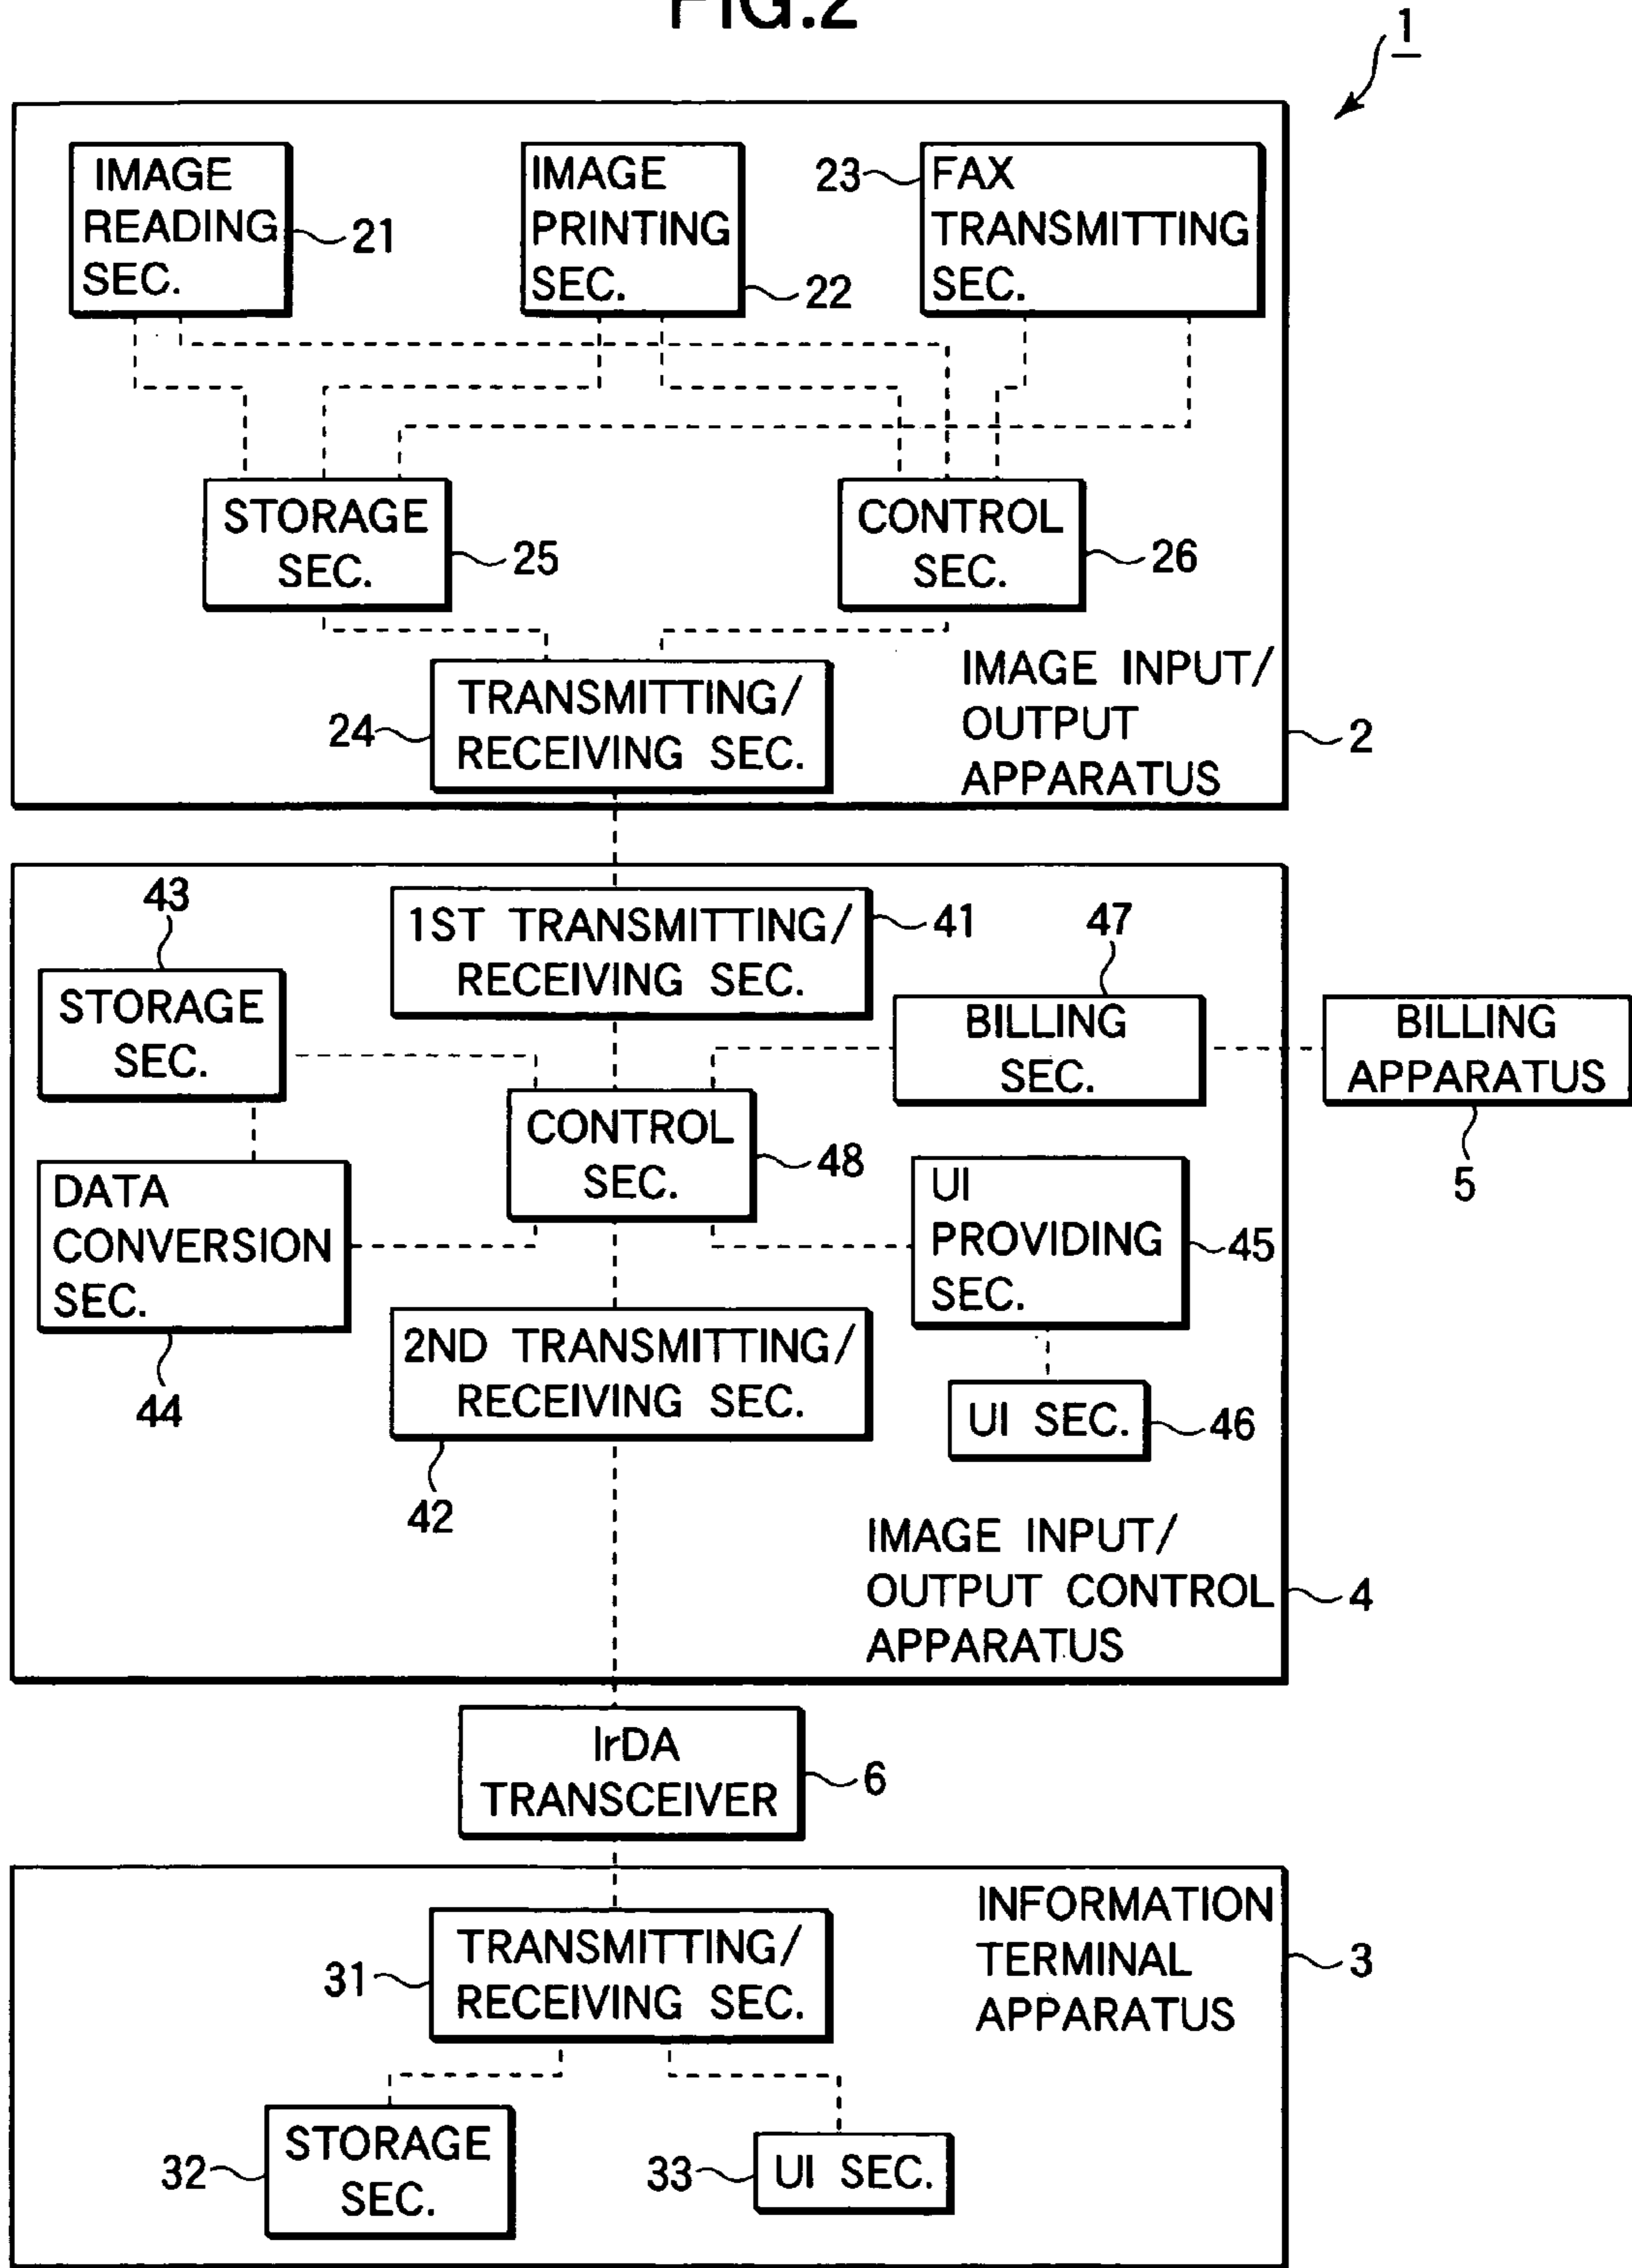 FIG.2
1
IMAGE
READING
SEC.
21
IMAGE
PRINTING
SEC.
22
23
FAX
TRANSMITTING
SEC.
STORAGE
SEC.
25
CONTROL
SEC.
26
24
TRANSMITTING/
RECEIVING SEC.
IMAGE INPUT/
OUTPUT
APPARATUS
2
43
STORAGE
SEC.
1ST TRANSMITTING/
RECEIVING SEC.
41
47
BILLING
SEC.
BILLING
APPARATUS
5
CONTROL
SEC.
48
DATA
CONVERSION
SEC.
44
UI
PROVIDING
SEC.
45
2ND TRANSMITTING/
RECEIVING SEC.
42
UI SEC.
46
IMAGE INPUT/
OUTPUT CONTROL
APPARATUS
4
IrDA
TRANSCEIVER
6
INFORMATION
TERMINAL
APPARATUS
3
31
TRANSMITTING/
RECEIVING SEC.
32
STORAGE
SEC.
33
UI SEC.